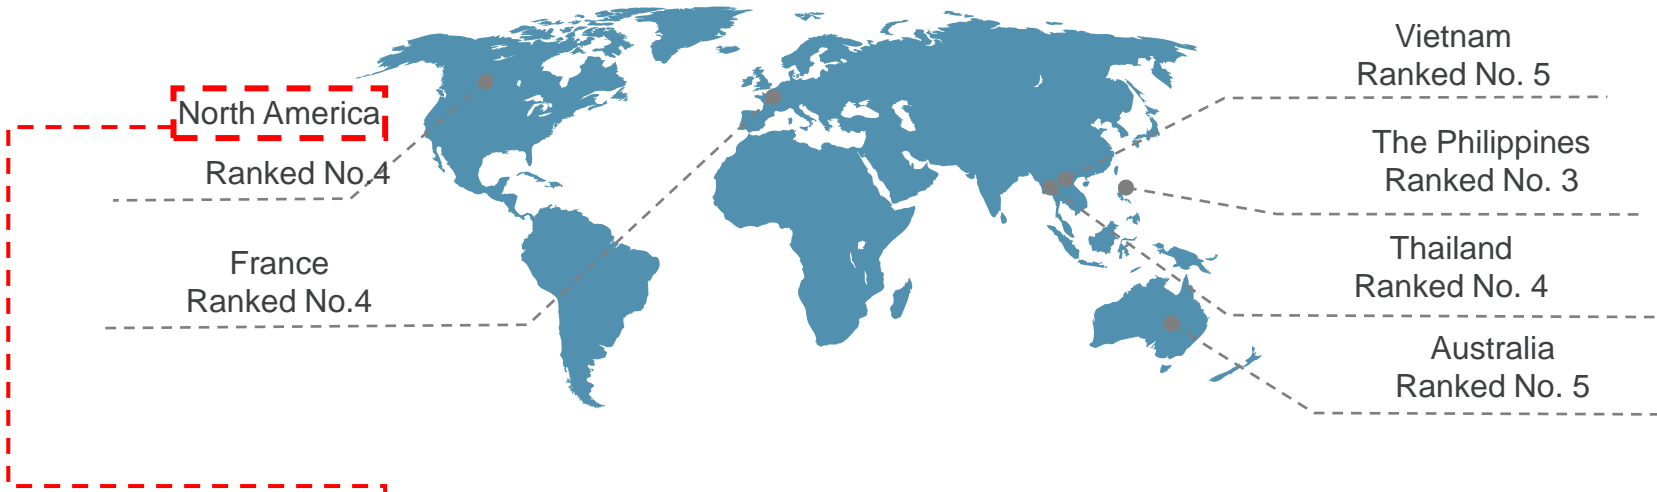 North America
Ranked No.4
France
Ranked No.4
Vietnam
Ranked No. 5
The Philippines
Ranked No. 3
Thailand
Ranked No. 4
Australia
Ranked No. 5